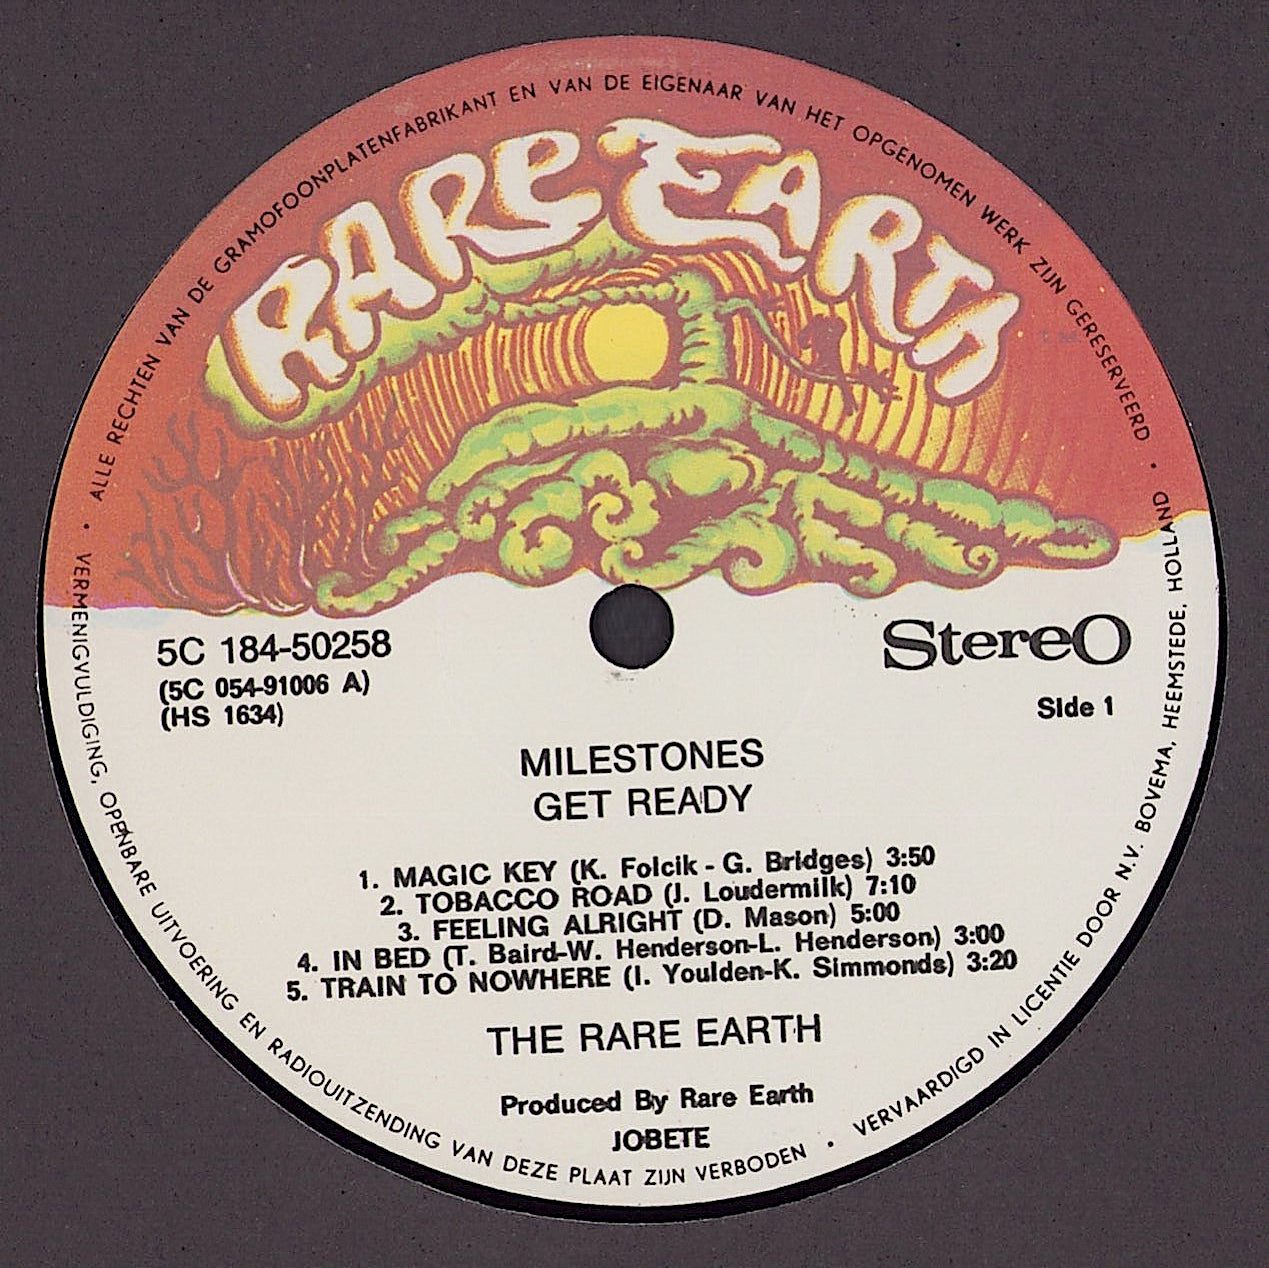 ALLE RECHTEN VAN DE GRAMOFOONPLATENFABRIKANT EN VAN DE EIGENAAR VAN HET OPGENOMEN WERK ZIJN GERESERVEERD •
RARE EARTH
5C 184-50258
(5C 054-91006 A)
(HS 1634)
Stereo
Side 1
MILESTONES
GET READY
1. MAGIC KEY (K. Folcik - G. Bridges) 3:50
2. TOBACCO ROAD (J. Loudermilk) 7:10
3. FEELING ALRIGHT (D. Mason) 5:00
4. IN BED (T. Baird-W. Henderson-L. Henderson) 3:00
5. TRAIN TO NOWHERE (I. Youlden-K. Simmonds) 3:20
THE RARE EARTH
Produced By Rare Earth
JOBETE
• VERMENIGVULDIGING, OPENBARE UITVOERING EN RADIOUITZENDING VAN DEZE PLAAT ZIJN VERBODEN •
VERVAARDIGD IN LICENTIE DOOR N.V. BOVEMA, HEEMSTEDE, HOLLAND